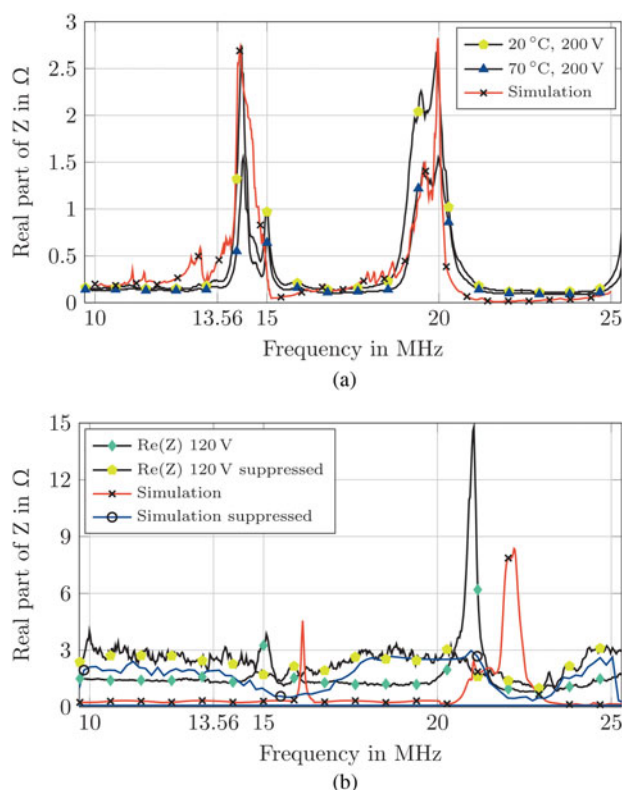 3
2.5
2
1.5
1
0.5
0
Real part of Z in Ω
20 °C, 200 V
70 °C, 200 V
Simulation
10
13.56
15
20
25
Frequency in MHz
(a)
15
12
9
6
3
0
Real part of Z in Ω
Re(Z) 120 V
Re(Z) 120 V suppressed
Simulation
Simulation suppressed
10
13.56
15
20
25
Frequency in MHz
(b)